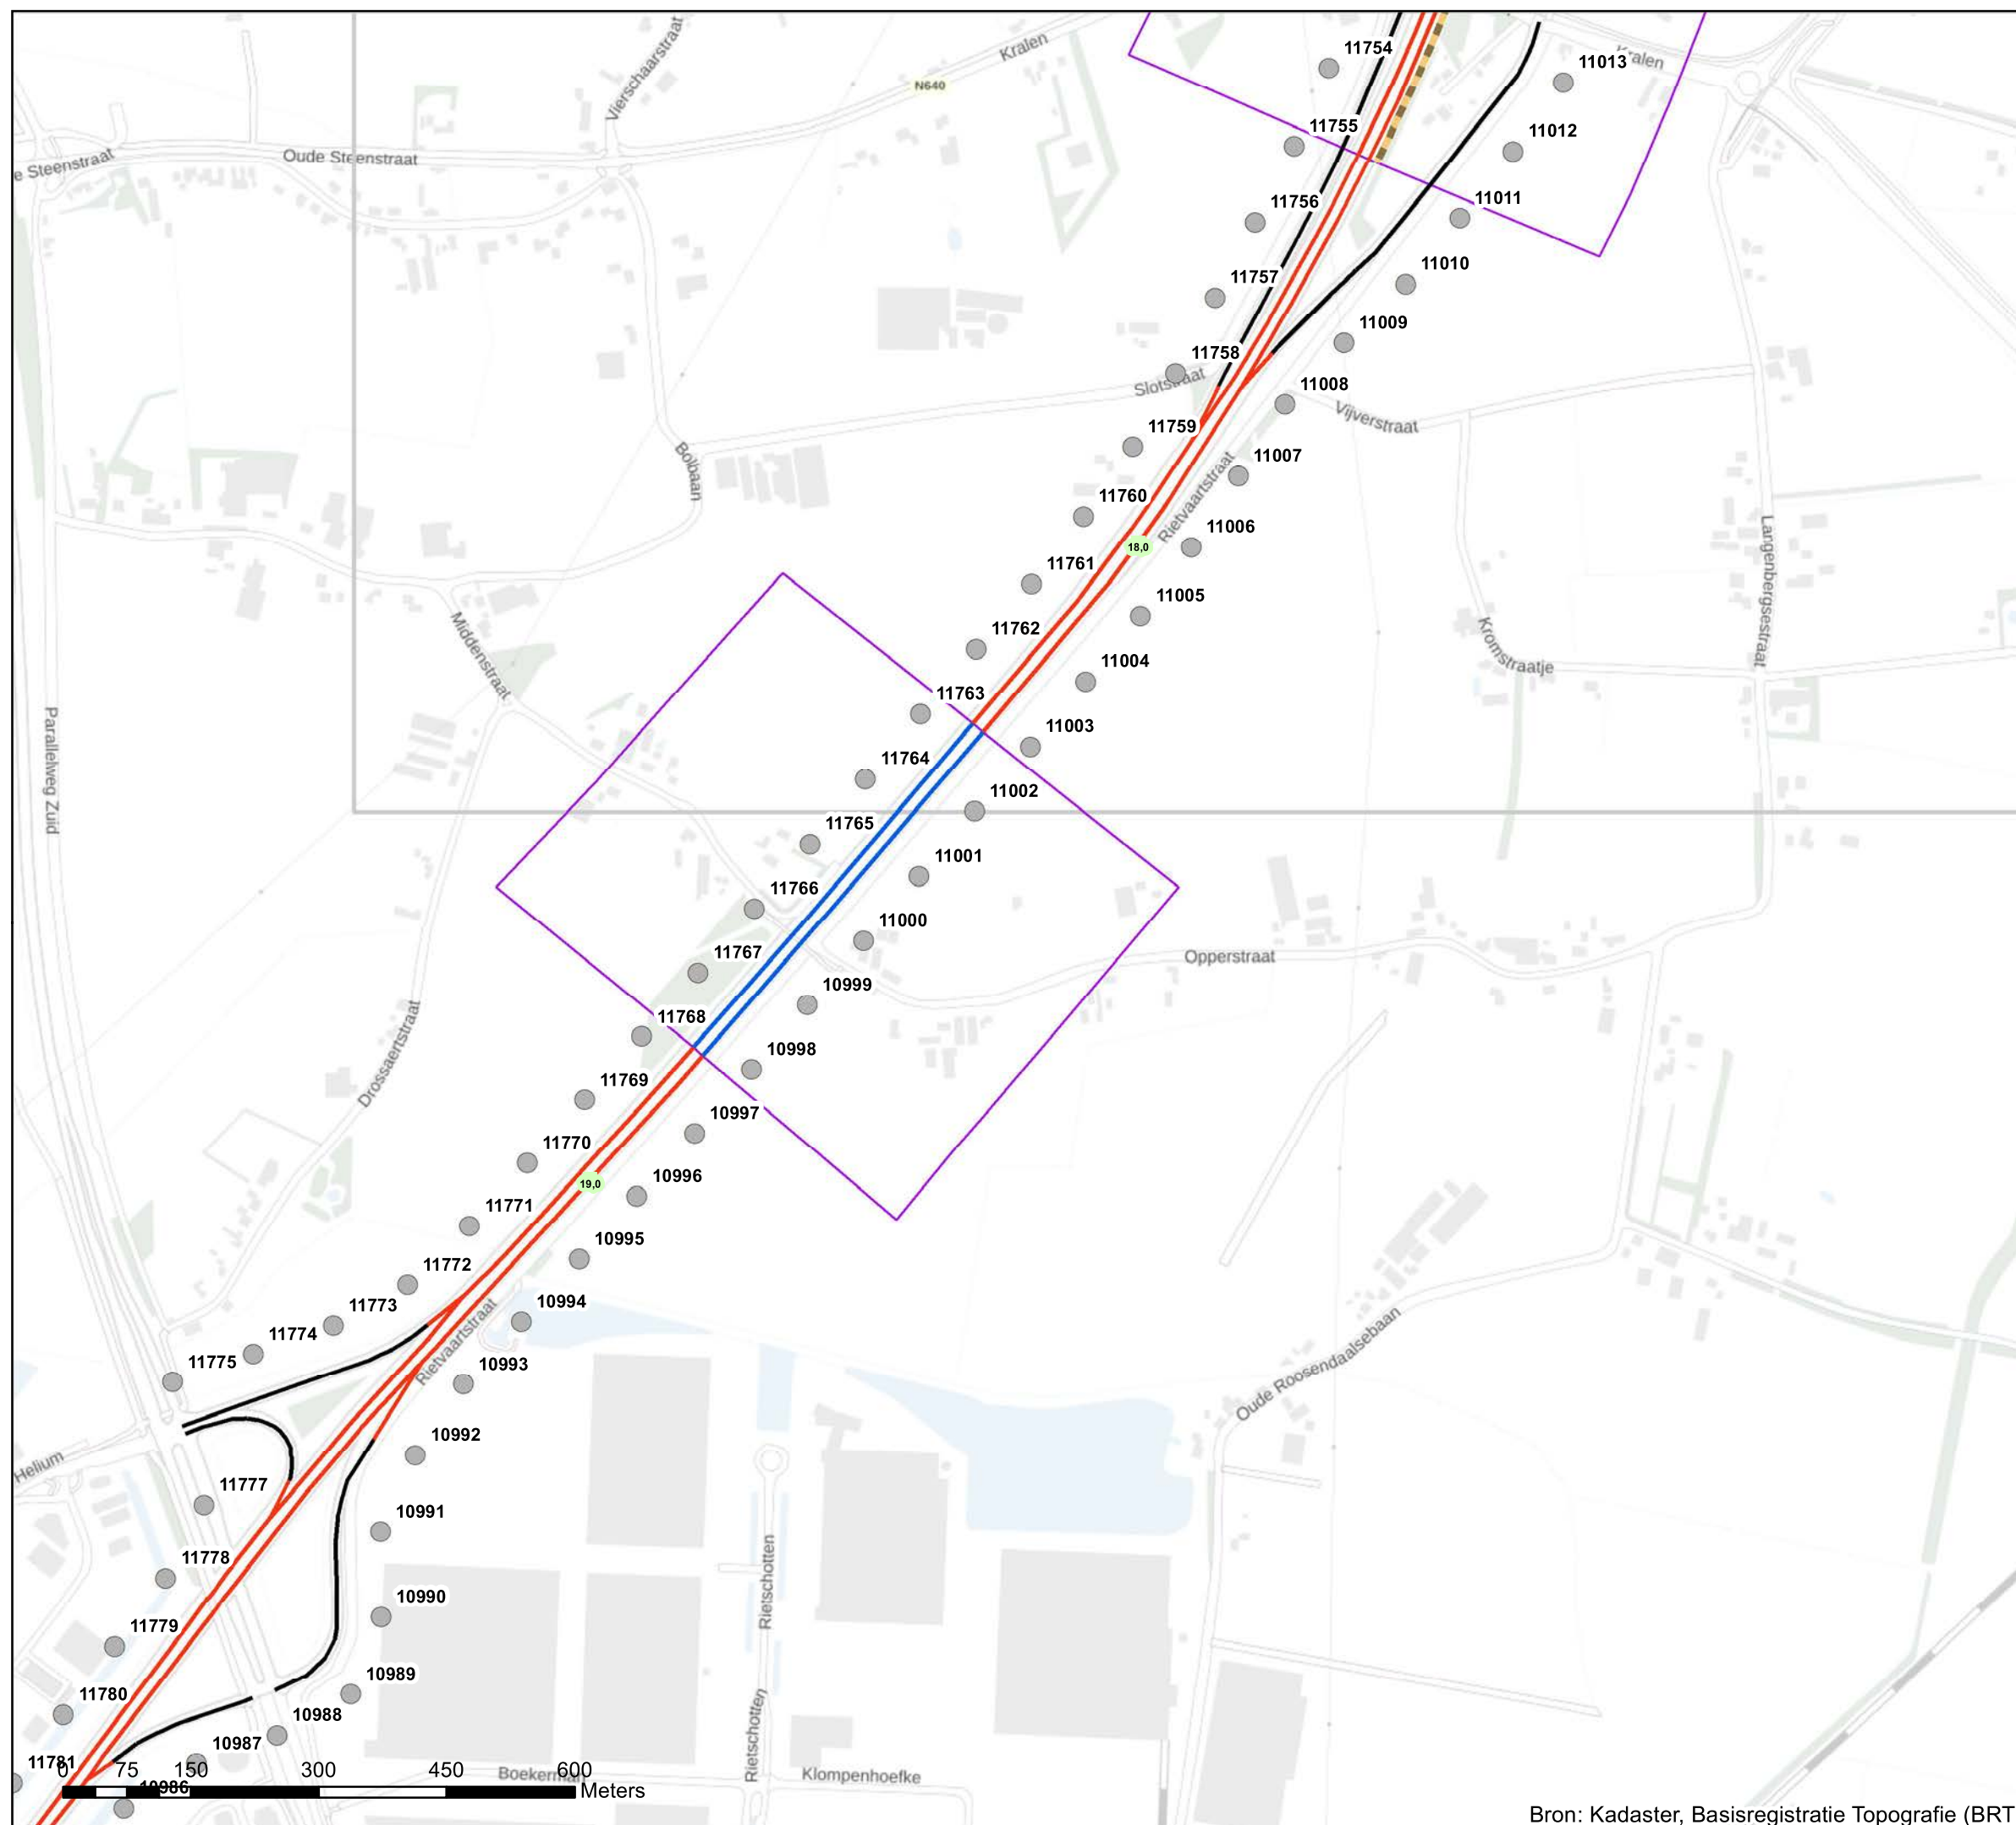 11754
Kralen
11013
Kralen
N640
Vierschaarstraat
11755
11012
Oude Steenstraat
e Steenstraat
11756
11011
11757
11010
11009
11758
Slotstraat
11008
Vijverstraat
11759
Bolbaan
11007
11760
Rietvaartstraat
11006
18,0
11761
Langenbergsestraat
11005
11762
Middenstraat
Kromstraatje
11004
11763
11003
Parallelweg Zuid
11764
11002
11765
11001
11766
11000
11767
Opperstraat
10999
11768
10998
Drossaertstraat
11769
10997
11770
10996
19,0
11771
10995
11772
10994
11773
Rietvaartstraat
11774
11775
10993
Oude Roosendaalsebaan
10992
Helium
11777
10991
11778
Rietschotten
10990
11779
10989
11780
10988
Rietschotten
10987
11781
0 75 150 300 450 600
Meters
10986
Boekerman
Klompenhoefke
Bron: Kadaster, Basisregistratie Topografie (BRT